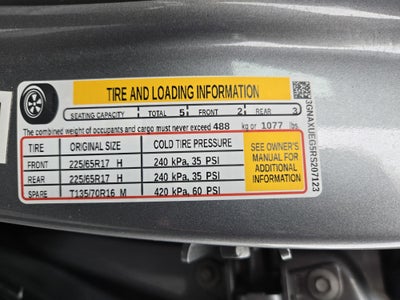 TIRE AND LOADING INFORMATION
SEATING CAPACITY | TOTAL 5 | FRONT 2 | REAR 3
The combined weight of occupants and cargo must never exceed 488 kg or 1077 lbs.
TIRE ORIGINAL SIZE COLD TIRE PRESSURE
FRONT 225/65R17 H 240 kPa, 35 PSI
REAR 225/65R17 H 240 kPa, 35 PSI
SPARE T135/70R16 M 420 kPa, 60 PSI
SEE OWNER'S
MANUAL FOR
ADDITIONAL
INFORMATION
3GNAXUEG5RS207123